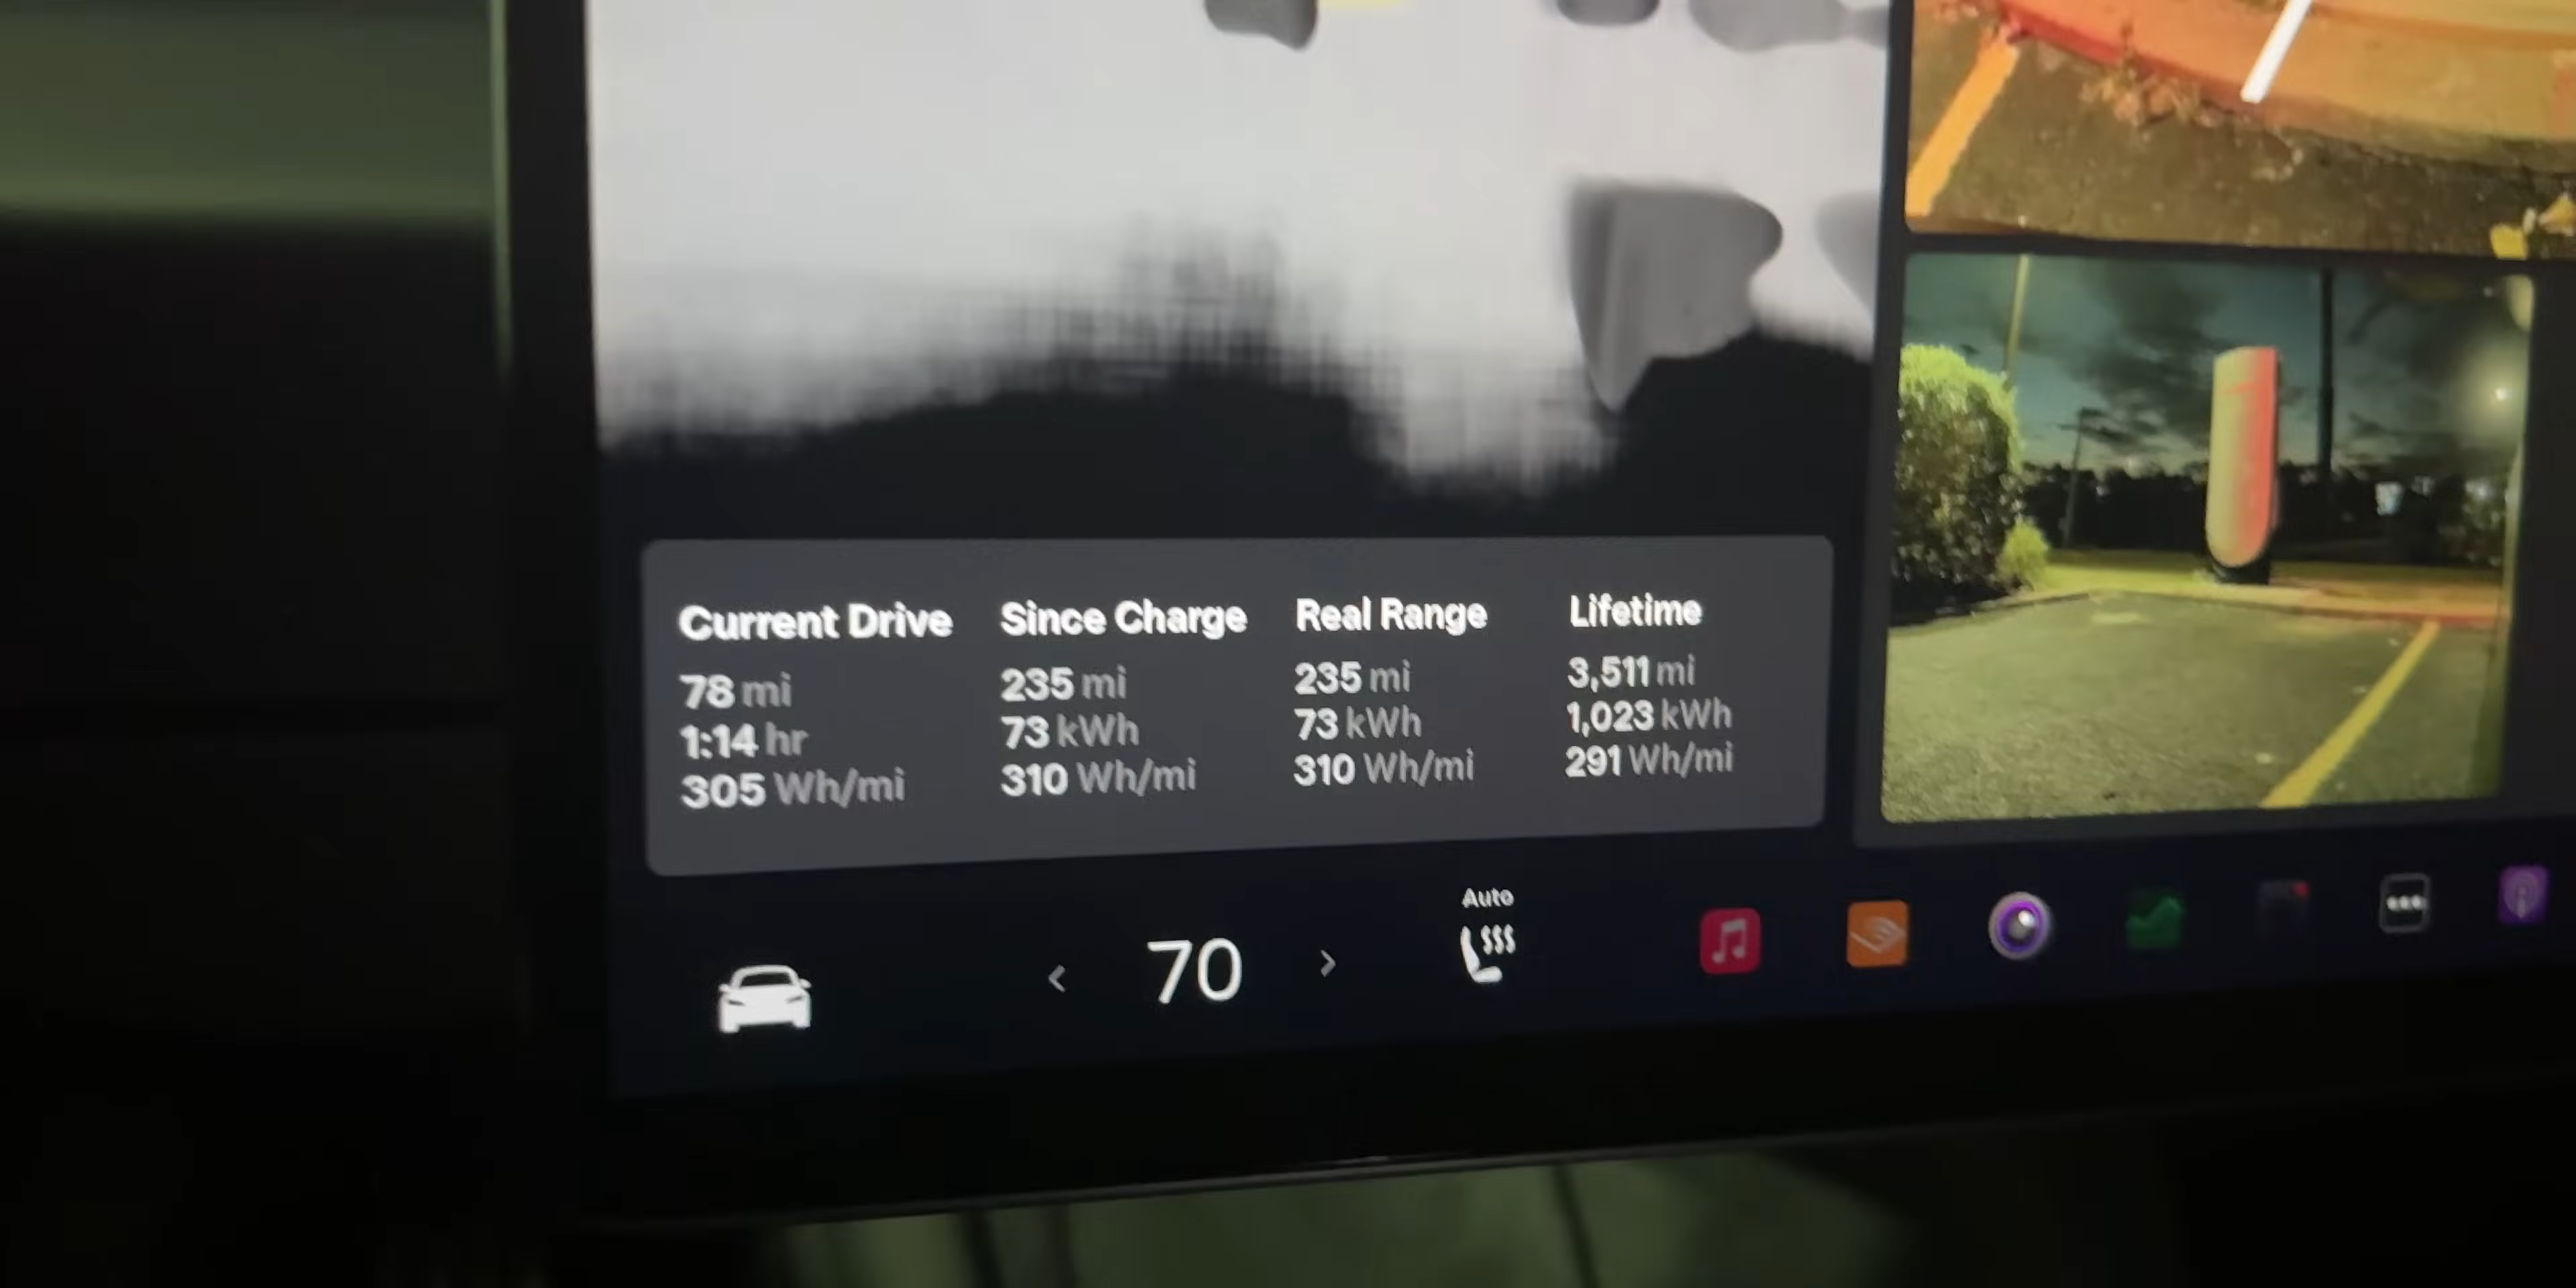 Current Drive
78 mi
1:14 hr
305 Wh/mi
Since Charge
235 mi
73 kWh
310 Wh/mi
Real Range
235 mi
73 kWh
310 Wh/mi
Lifetime
3,511 mi
1,023 kWh
291 Wh/mi
Auto
70